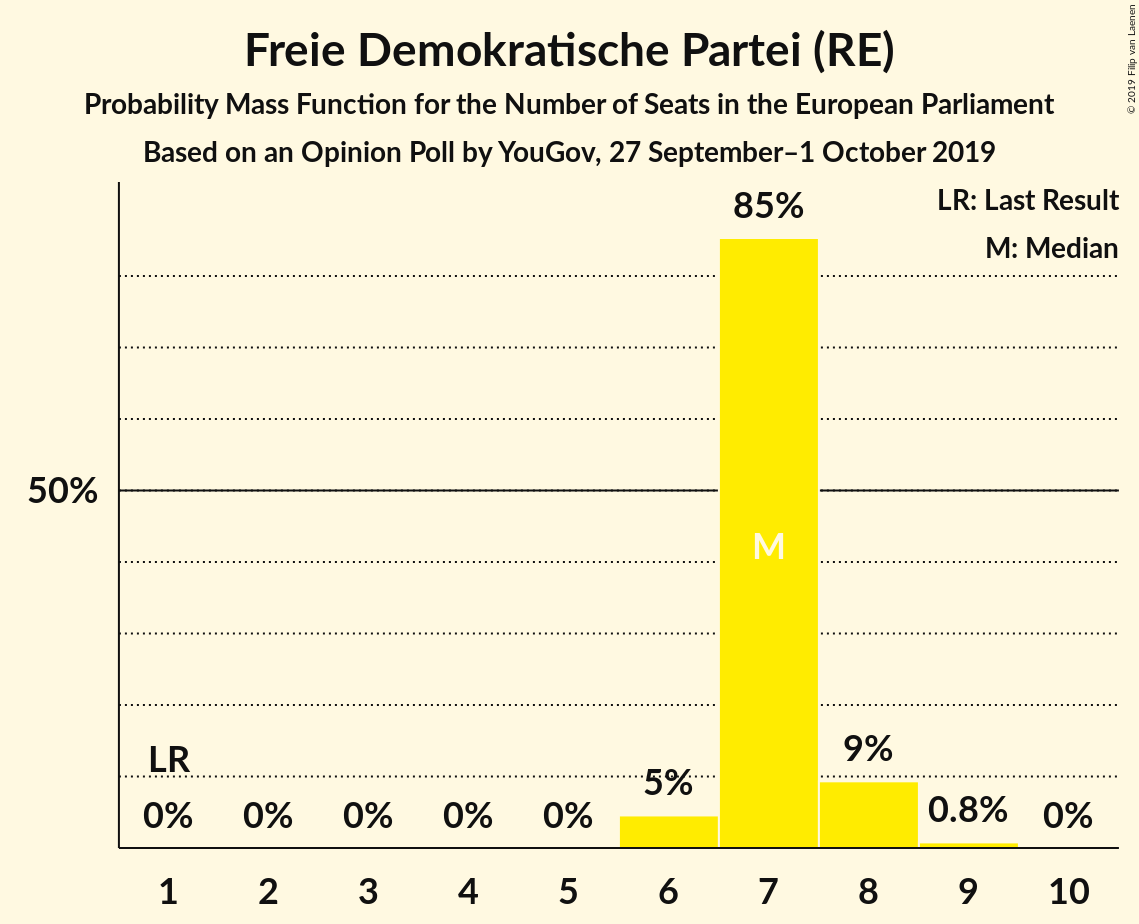 Freie Demokratische Partei (RE)
Probability Mass Function for the Number of Seats in the European Parliament
Based on an Opinion Poll by YouGov, 27 September–1 October 2019
© 2019 Filip van Laenen
LR: Last Result
M: Median
85%
50%
M
LR
0%
0%
0%
0%
0%
5%
9%
0.8%
0%
1
2
3
4
5
6
7
8
9
10